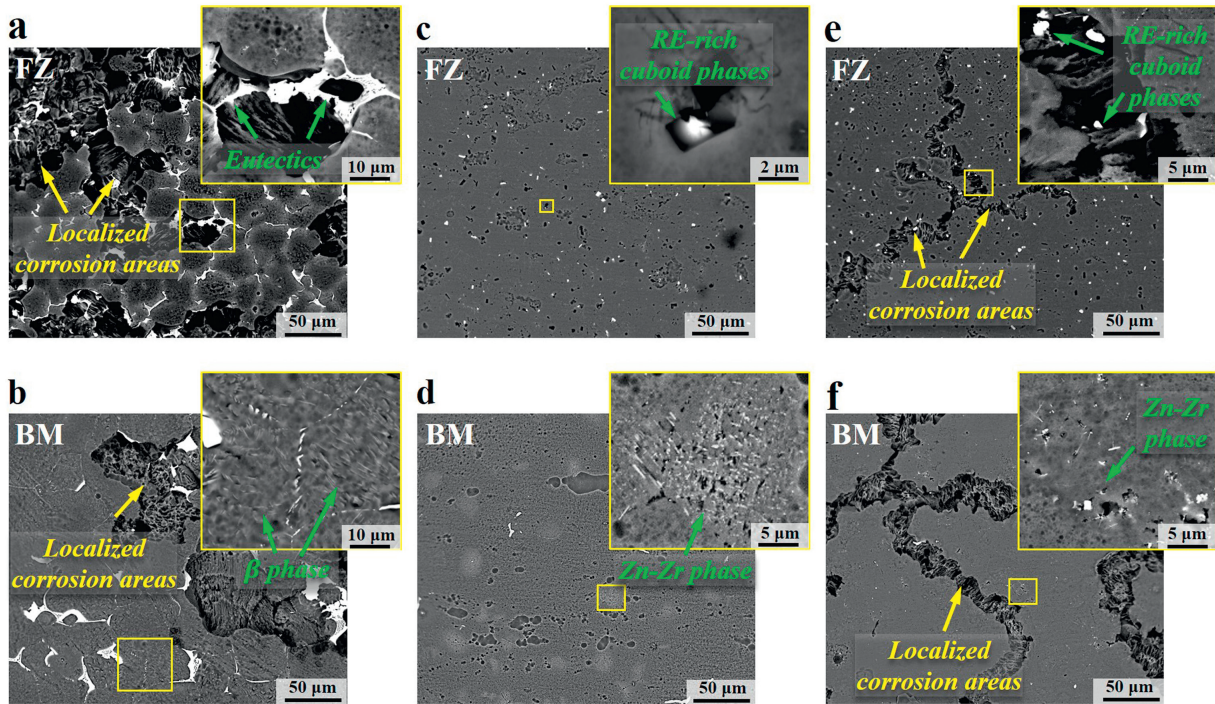 a
FZ
Eutectics
10 μm
Localized
corrosion areas
50 μm
c
FZ
RE-rich
cuboid phases
2 μm
50 μm
e
FZ
RE-rich
cuboid
phases
5 μm
Localized
corrosion areas
50 μm
b
BM
Localized
corrosion areas
β phase
10 μm
50 μm
d
BM
Zn-Zr phase
5 μm
50 μm
f
BM
Zn-Zr
phase
5 μm
Localized
corrosion areas
50 μm